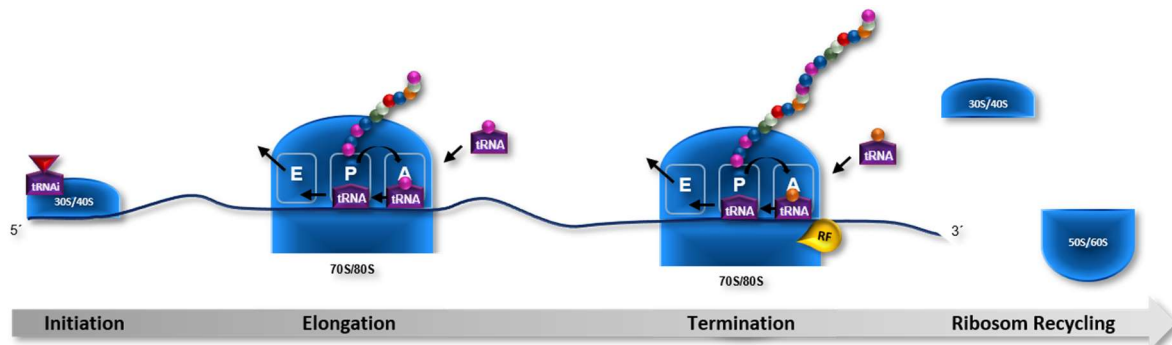 tRNAi
30S/40S
5´
E
P
A
tRNA
tRNA
tRNA
70S/80S
E
P
A
tRNA
tRNA
tRNA
RF
70S/80S
3´
30S/40S
50S/60S
Initiation
Elongation
Termination
Ribosom Recycling